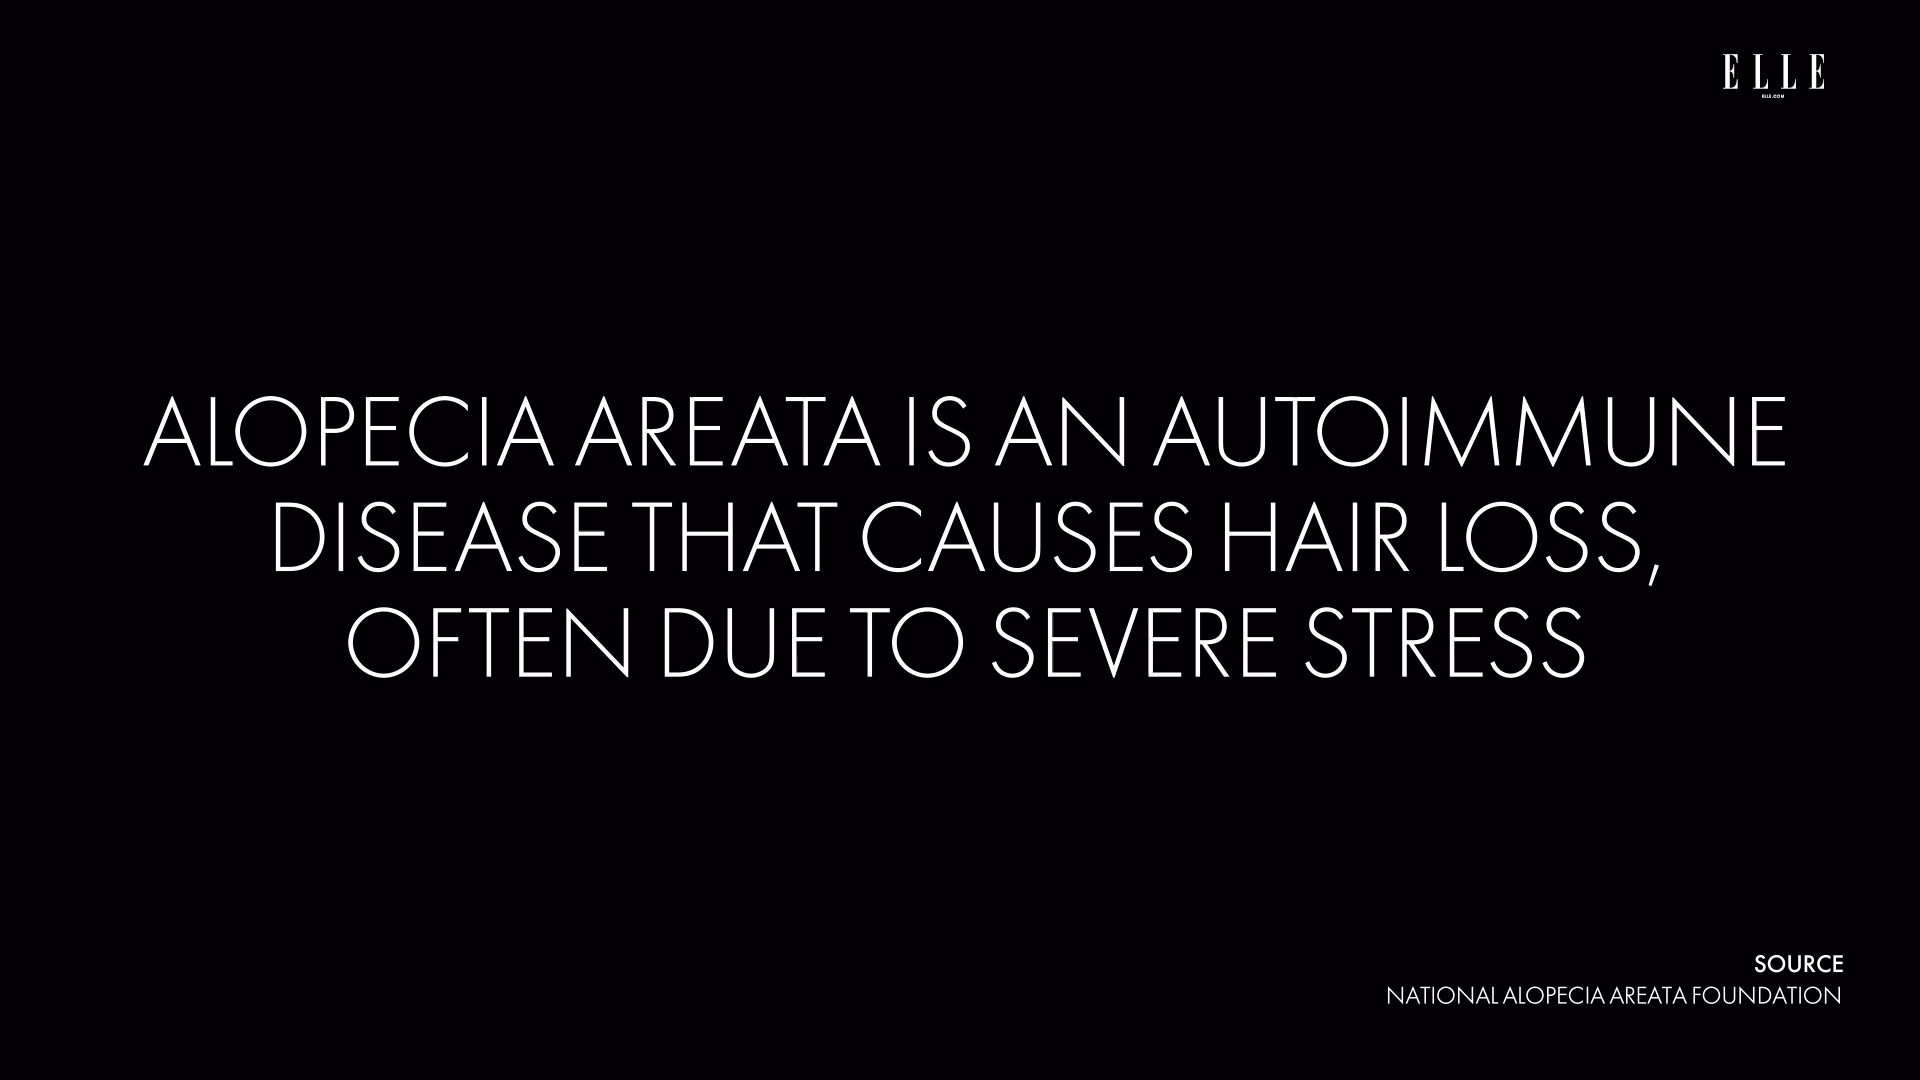 ELLE
ELLE.COM
ALOPECIA AREATA IS AN AUTOIMMUNE
DISEASE THAT CAUSES HAIR LOSS,
OFTEN DUE TO SEVERE STRESS
SOURCE
NATIONAL ALOPECIA AREATA FOUNDATION